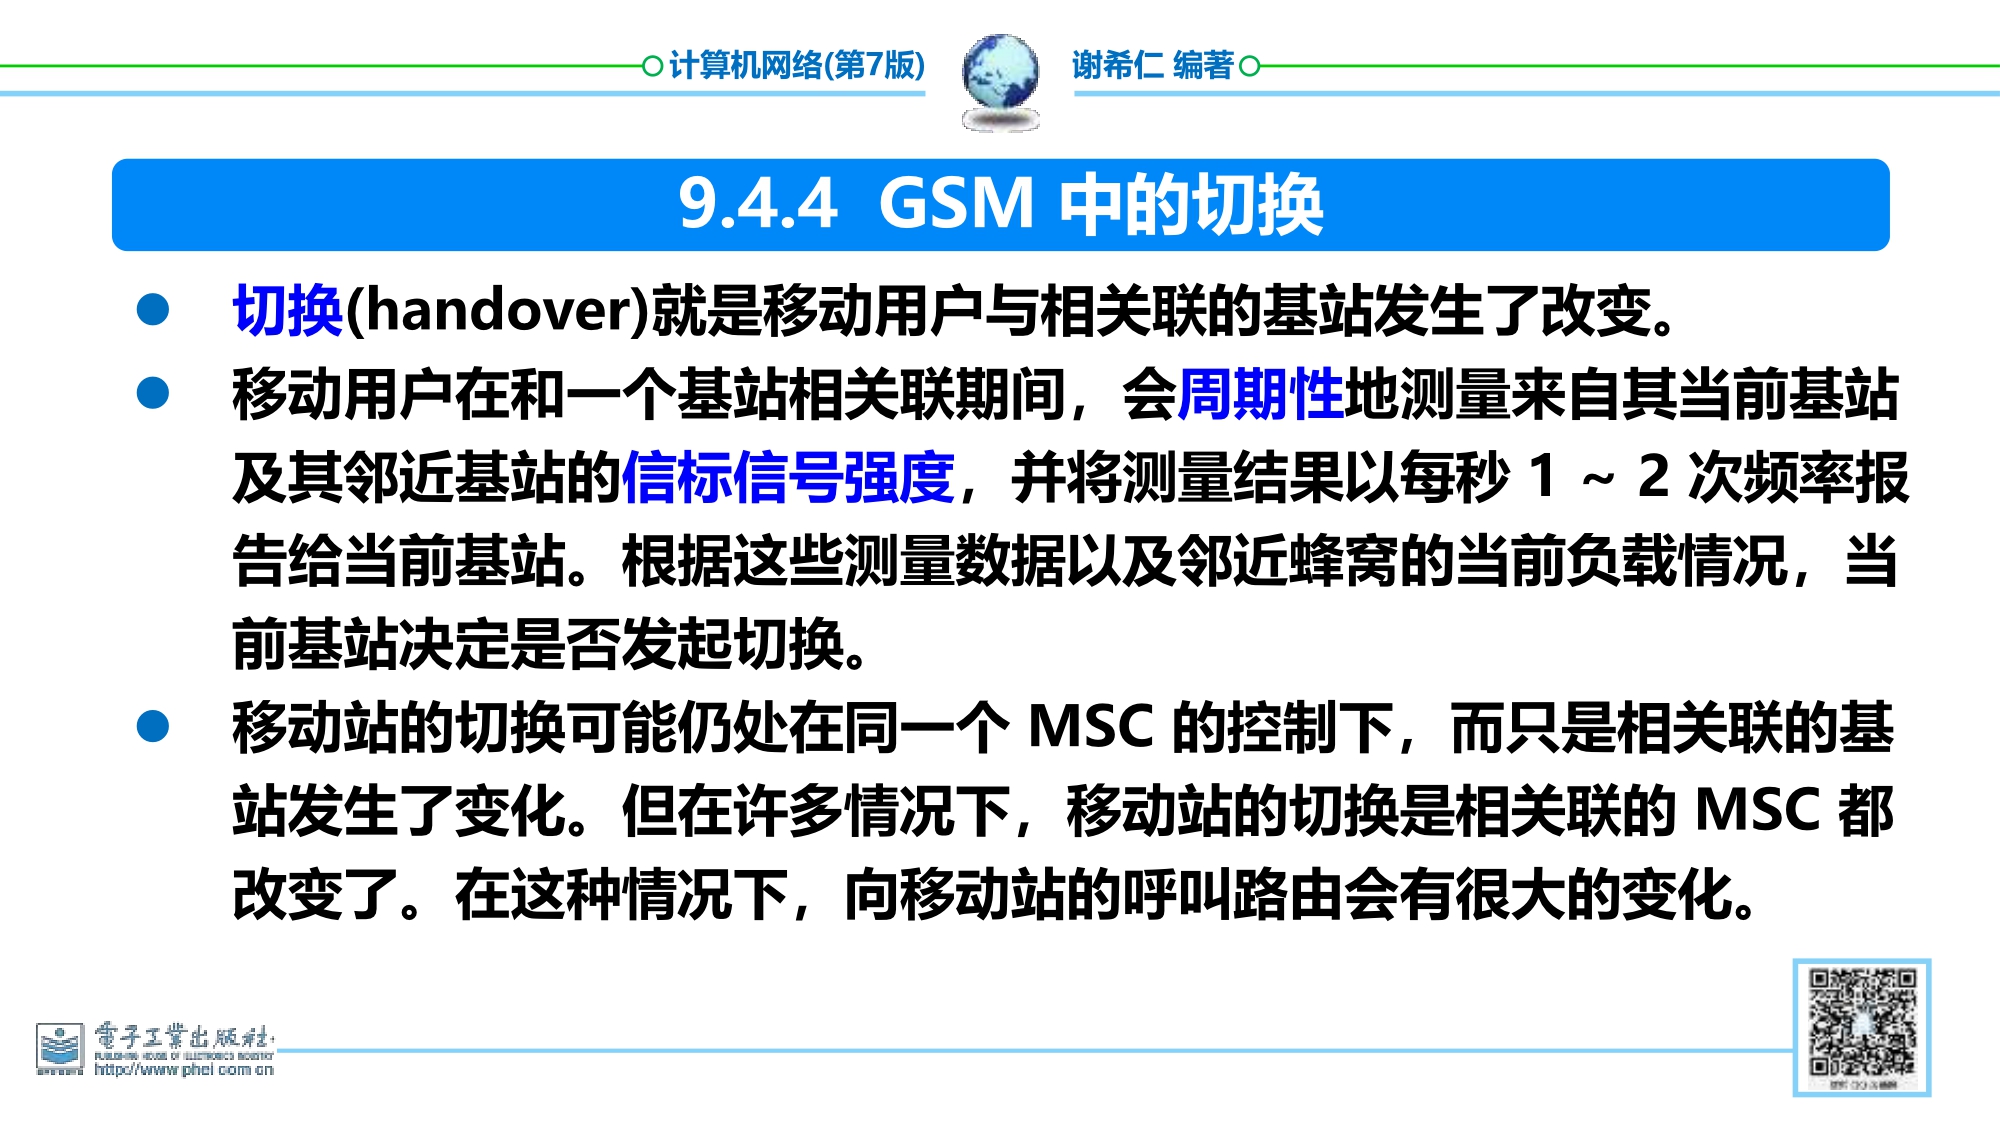 计算机网络(第7版)
谢希仁 编著
9.4.4 GSM 中的切换
切换(handover)就是移动用户与相关联的基站发生了改变。
移动用户在和一个基站相关联期间，会周期性地测量来自其当前基站
及其邻近基站的信标信号强度，并将测量结果以每秒 1 ~ 2 次频率报
告给当前基站。根据这些测量数据以及邻近蜂窝的当前负载情况，当
前基站决定是否发起切换。
移动站的切换可能仍处在同一个 MSC 的控制下，而只是相关联的基
站发生了变化。但在许多情况下，移动站的切换是相关联的 MSC 都
改变了。在这种情况下，向移动站的呼叫路由会有很大的变化。
電子工業出版社
PUBLISHING HOUSE OF ELECTRONICS INDUSTRY
http://www.phei.com.cn